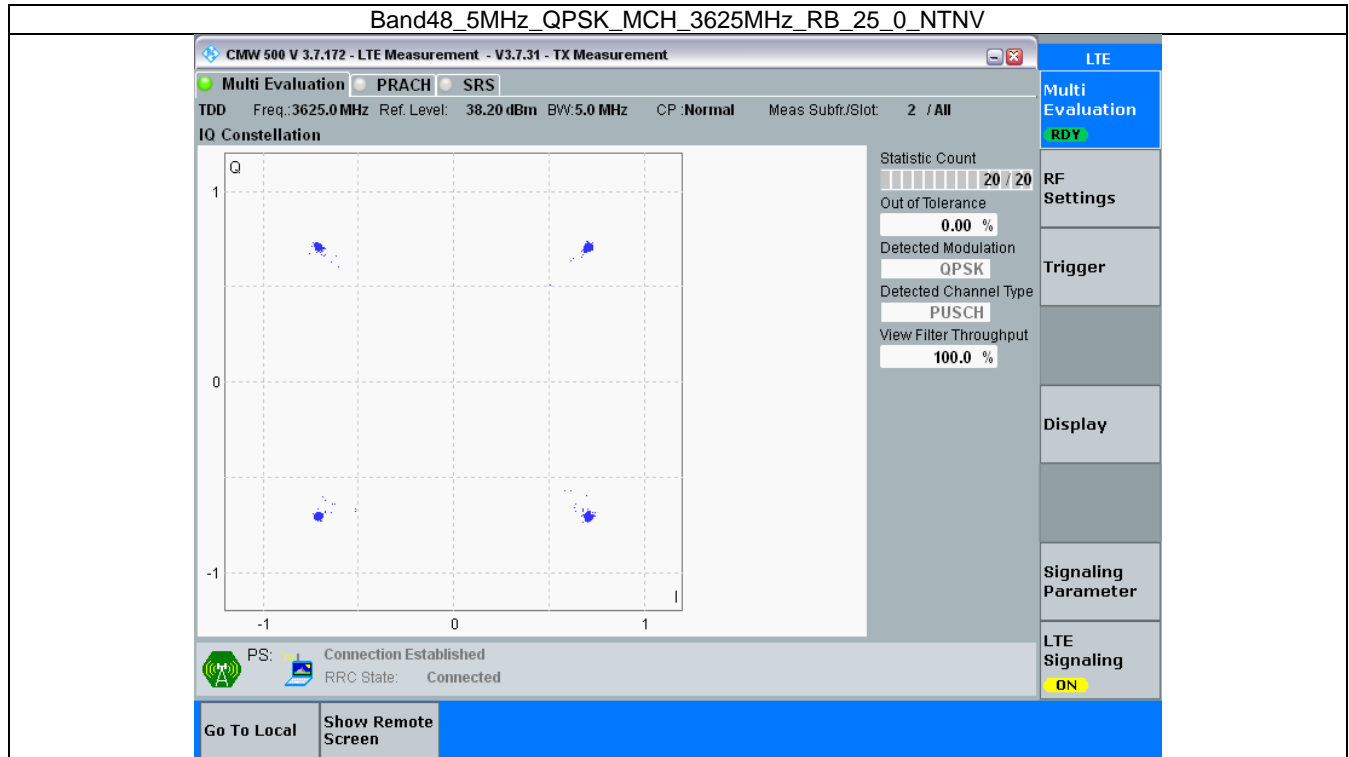 Band48_5MHz_QPSK_MCH_3625MHz_RB_25_0_NTNV
CMW 500 V 3.7.172 - LTE Measurement - V3.7.31 - TX Measurement
LTE
Multi Evaluation PRACH SRS
TDD Freq.:3625.0 MHz Ref. Level: 38.20 dBm BW:5.0 MHz CP :Normal Meas Subfr./Slot: 2 / All
IQ Constellation
Q
1
0
-1
I
-1 0 1
Statistic Count
20 / 20
Out of Tolerance
0.00 %
Detected Modulation
QPSK
Detected Channel Type
PUSCH
View Filter Throughput
100.0 %
Multi
Evaluation
RDY
RF
Settings
Trigger
Display
Signaling
Parameter
LTE
Signaling
ON
PS: Connection Established
RRC State: Connected
Go To Local
Show Remote
Screen